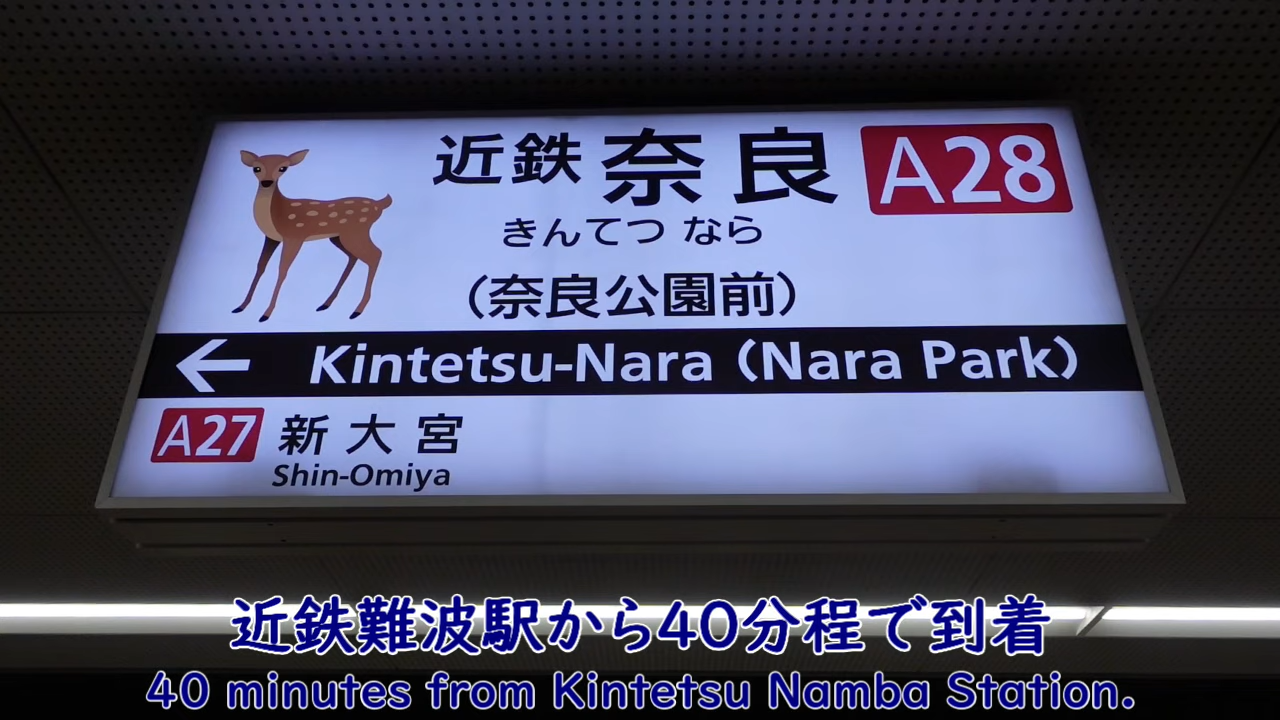 近鉄奈良 A28
きんてつ なら
(奈良公園前)
← Kintetsu-Nara (Nara Park)
A27 新大宮
Shin-Omiya
近鉄難波駅から40分程で到着
40 minutes from Kintetsu Namba Station.